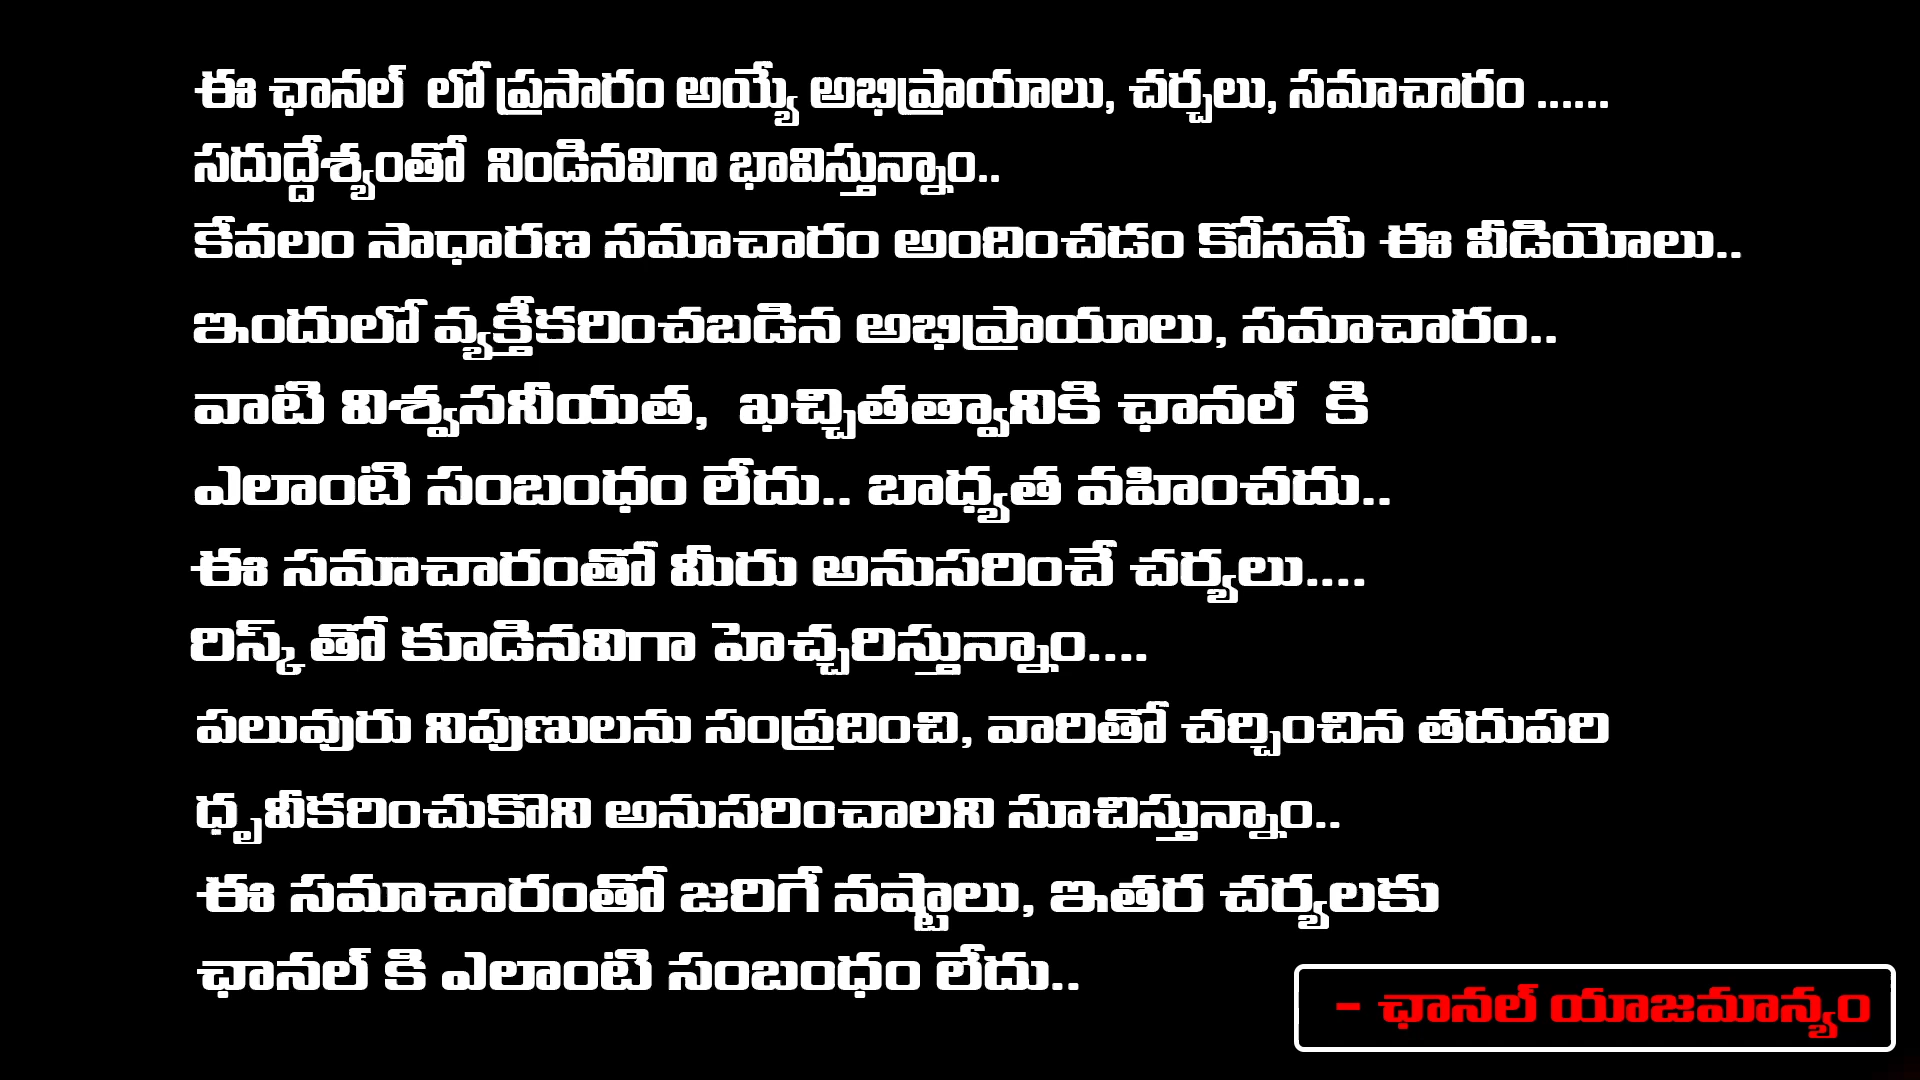 ఈ ఛానల్ లో ప్రసారం అయ్యే అభిప్రాయాలు, చర్చలు, సమాచారం ......
సదుద్దేశ్యంతో నిండినవిగా భావిస్తున్నాం..
కేవలం సాధారణ సమాచారం అందించడం కోసమే ఈ వీడియోలు..
ఇందులో వ్యక్తీకరించబడిన అభిప్రాయాలు, సమాచారం..
వాటి విశ్వసనీయత, ఖచ్చితత్వానికి ఛానల్ కి
ఎలాంటి సంబంధం లేదు.. బాధ్యత వహించదు..
ఈ సమాచారంతో మీరు అనుసరించే చర్యలు....
రిస్క్ తో కూడినవిగా హెచ్చరిస్తున్నాం....
పలువురు నిపుణులను సంప్రదించి, వారితో చర్చించిన తదుపరి
ధృవీకరించుకొని అనుసరించాలని సూచిస్తున్నాం..
ఈ సమాచారంతో జరిగే నష్టాలు, ఇతర చర్యలకు
ఛానల్ కి ఎలాంటి సంబంధం లేదు..
- ఛానల్ యాజమాన్యం